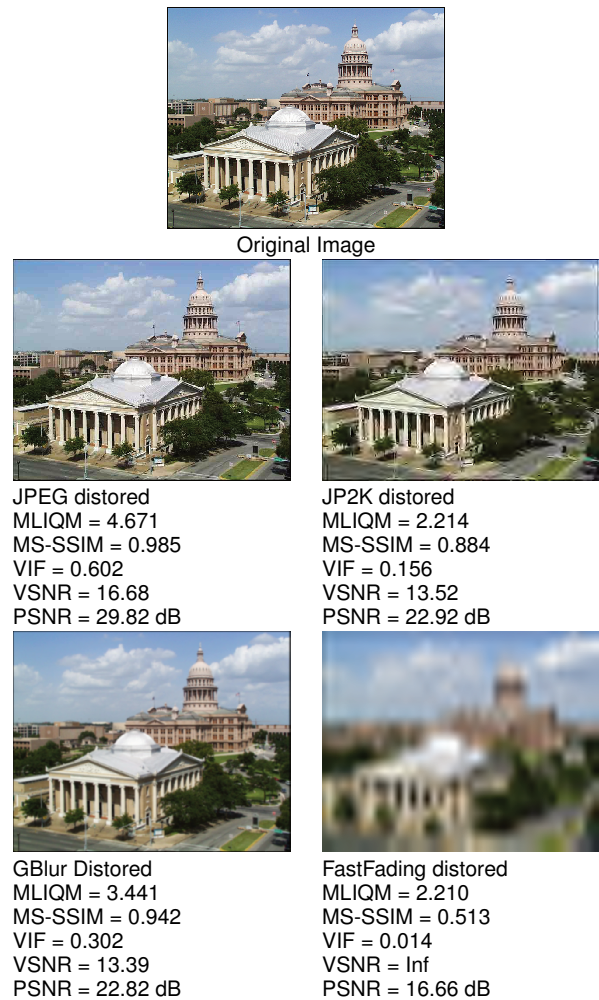 Original Image
JPEG distored
MLIQM = 4.671
MS-SSIM = 0.985
VIF = 0.602
VSNR = 16.68
PSNR = 29.82 dB
JP2K distored
MLIQM = 2.214
MS-SSIM = 0.884
VIF = 0.156
VSNR = 13.52
PSNR = 22.92 dB
GBlur Distored
MLIQM = 3.441
MS-SSIM = 0.942
VIF = 0.302
VSNR = 13.39
PSNR = 22.82 dB
FastFading distored
MLIQM = 2.210
MS-SSIM = 0.513
VIF = 0.014
VSNR = Inf
PSNR = 16.66 dB